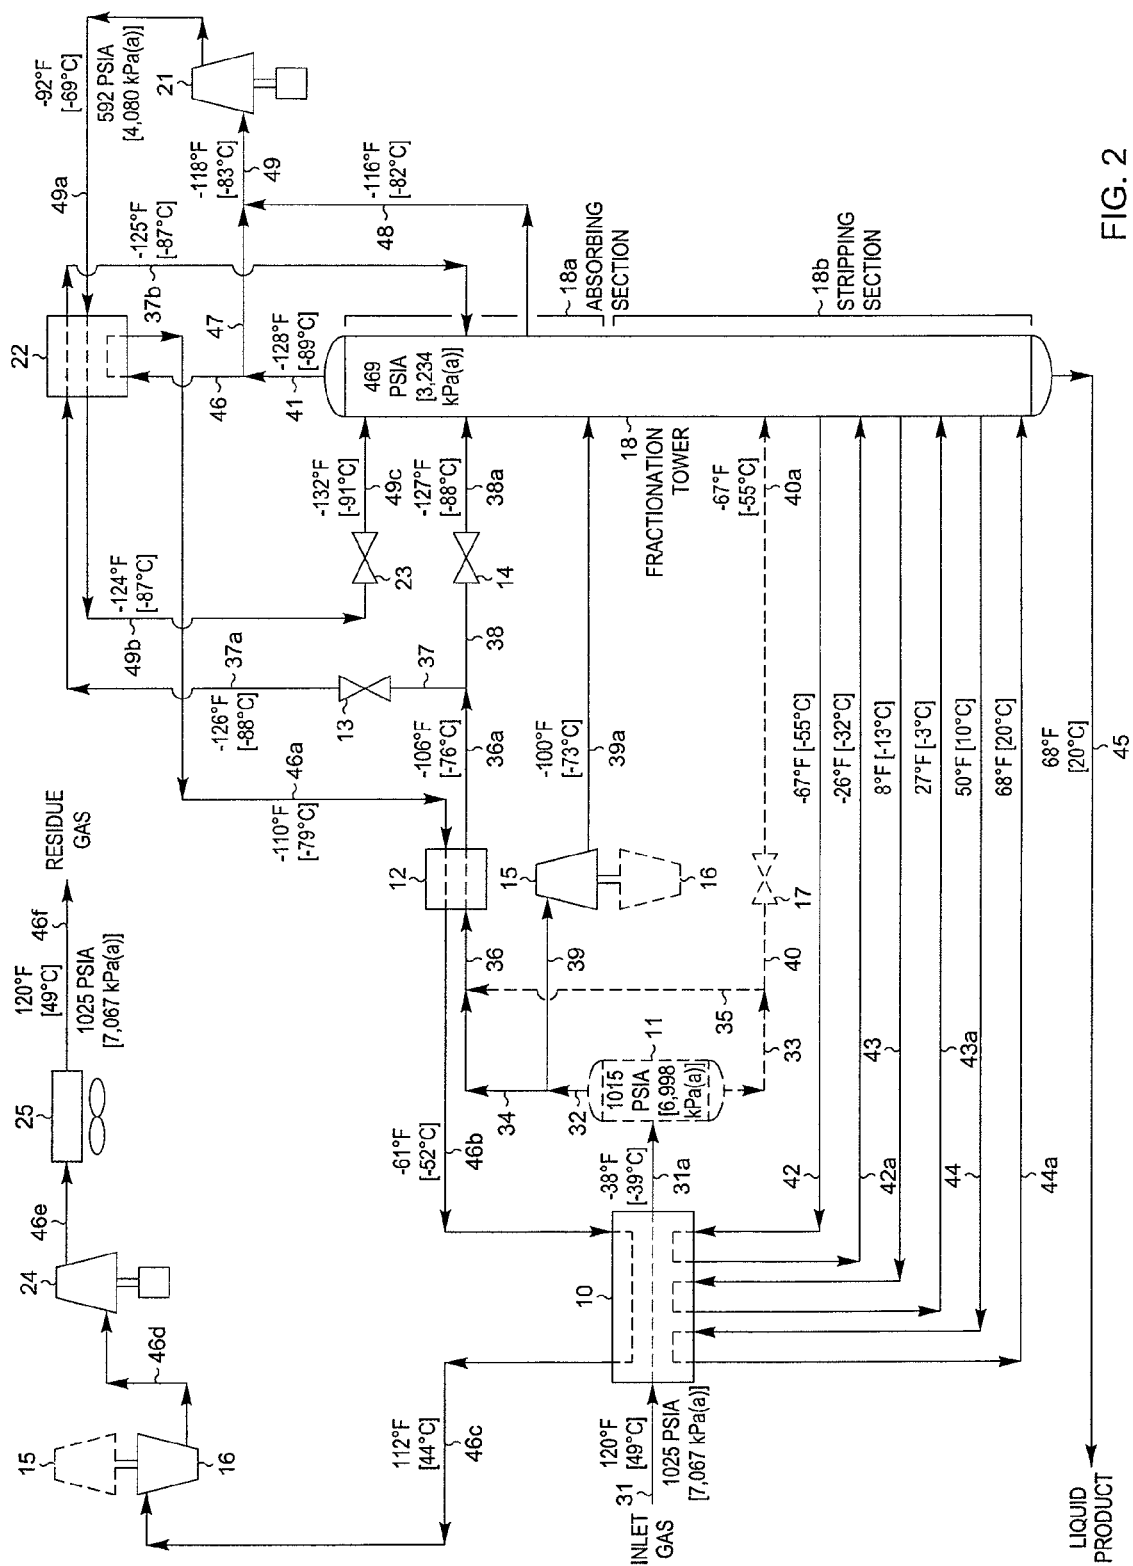 FIG. 2
RESIDUE
GAS
120°F
[49°C]
46f
1025 PSIA
[7,067 kPa(a)]
25
46e
24
46d
15
16
112°F
[44°C]
46c
-92°F
[-69°C]
592 PSIA
[4,080 kPa(a)]
49a
21
-118°F
[-83°C]
49
-116°F
[-82°C]
48
-125°F
[-87°C]
37b
22
47
46
-128°F
[-89°C]
41
-124°F
[-87°C]
49b
-132°F
[-91°C]
49c
23
-127°F
[-88°C]
38a
14
38
37a
-126°F
[-88°C]
13
37
-110°F
[-79°C]
46a
-106°F
[-76°C]
36a
12
-100°F
[-73°C]
39a
15
16
36
39
-61°F
[-52°C]
46b
34
32
35
33
11
1015
PSIA
[6,998
kPa(a)]
40
17
-67°F
[-55°C]
40a
469
PSIA
[3,234
kPa(a)]
18
FRACTIONATION
TOWER
18a
ABSORBING
SECTION
18b
STRIPPING
SECTION
-38°F
[-39°C]
31a
10
INLET
GAS
31
120°F
[49°C]
1025 PSIA
[7,067 kPa(a)]
-67°F [-55°C]
-26°F [-32°C]
8°F [-13°C]
27°F [-3°C]
50°F [10°C]
68°F [20°C]
42
42a
43
43a
44
44a
68°F
[20°C]
45
LIQUID
PRODUCT